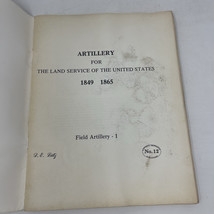 ARTILLERY
FOR
THE LAND SERVICE OF THE UNITED STATES
1849 1865
Field Artillery - I
No. 12